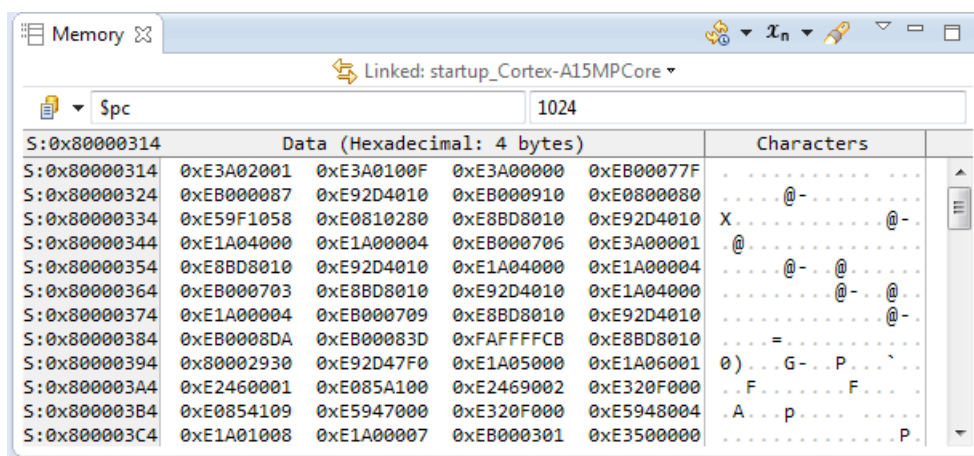 Memory
Linked: startup_Cortex-A15MPCore
$pc 1024
S:0x80000314 Data (Hexadecimal: 4 bytes) Characters
S:0x80000314 0xE3A02001 0xE3A0100F 0xE3A00000 0xEB00077F . ........... ...
S:0x80000324 0xEB000087 0xE92D4010 0xEB000910 0xE0800080 .....@-.........
S:0x80000334 0xE59F1058 0xE0810280 0xE8BD8010 0xE92D4010 X............@-.
S:0x80000344 0xE1A04000 0xE1A00004 0xEB000706 0xE3A00001 .@..............
S:0x80000354 0xE8BD8010 0xE92D4010 0xE1A04000 0xE1A00004 .....@-..@......
S:0x80000364 0xEB000703 0xE8BD8010 0xE92D4010 0xE1A04000 .........@-..@..
S:0x80000374 0xE1A00004 0xEB000709 0xE8BD8010 0xE92D4010 .............@-.
S:0x80000384 0xEB0008DA 0xEB00083D 0xFAFFFFCB 0xE8BD8010 ....=...........
S:0x80000394 0x80002930 0xE92D47F0 0xE1A05000 0xE1A06001 0)...G-..P...`..
S:0x800003A4 0xE2460001 0xE085A100 0xE2469002 0xE320F000 ..F.......F... .
S:0x800003B4 0xE0854109 0xE5947000 0xE320F000 0xE5948004 .A...p.... .....
S:0x800003C4 0xE1A01008 0xE1A00007 0xEB000301 0xE3500000 ..............P.